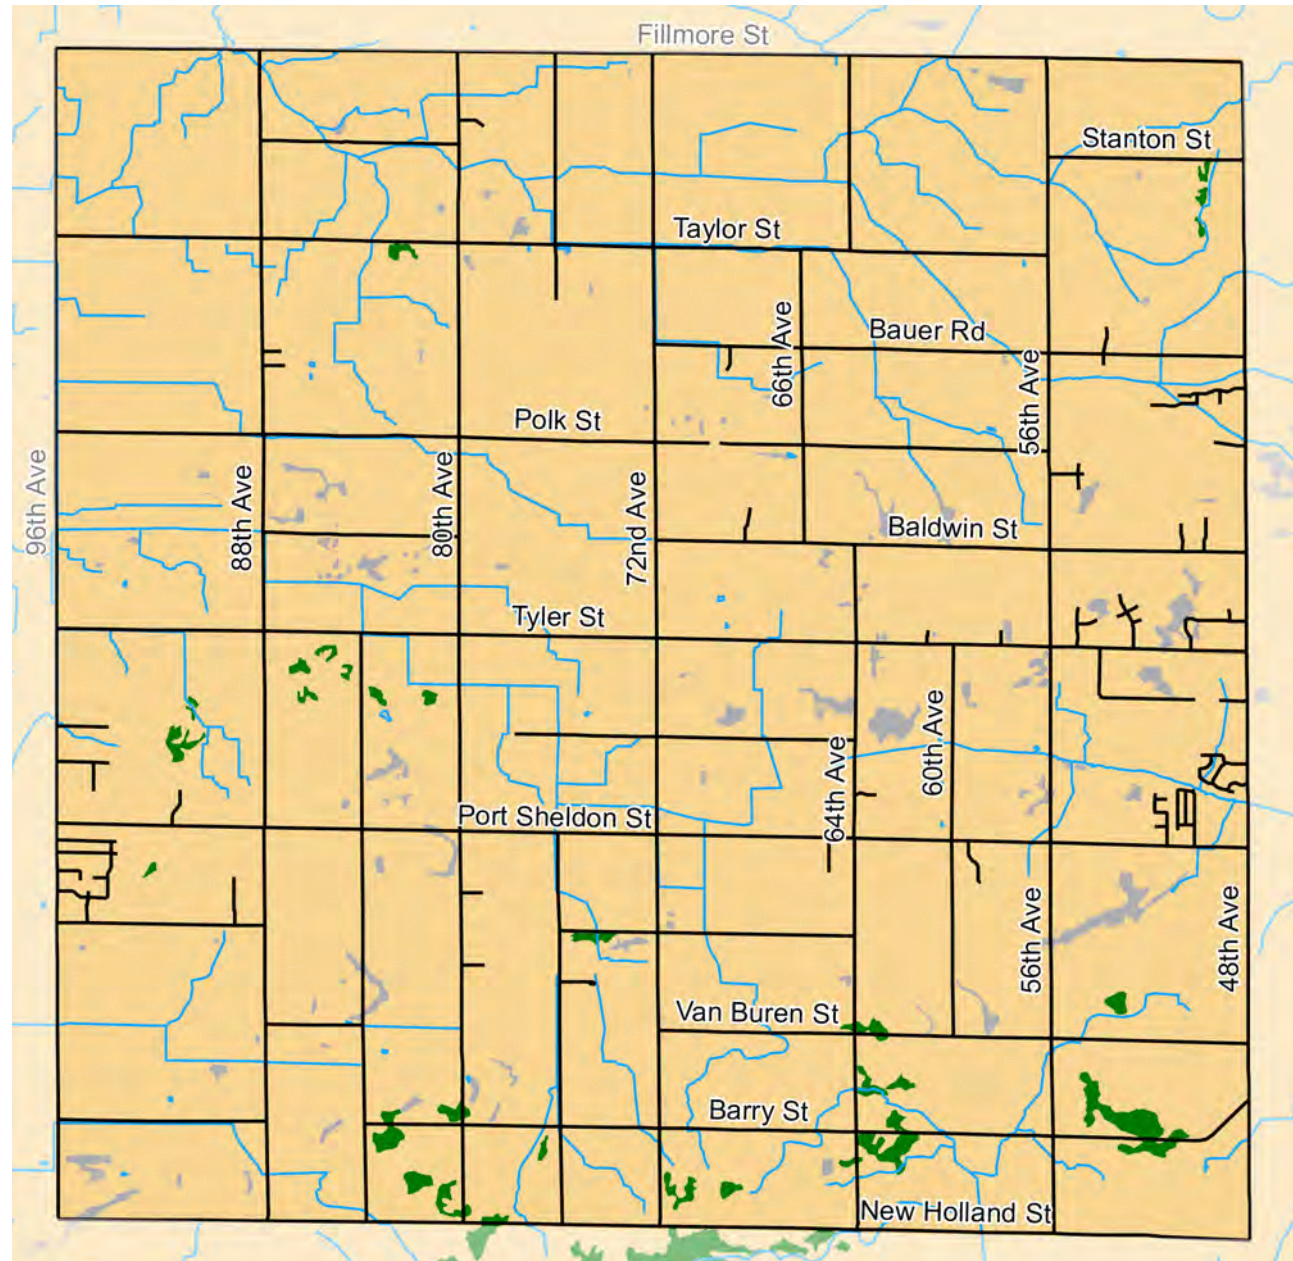 Fillmore St
Stanton St
Taylor St
Bauer Rd
66th Ave
56th Ave
Polk St
96th Ave
88th Ave
80th Ave
72nd Ave
Baldwin St
Tyler St
60th Ave
64th Ave
Port Sheldon St
56th Ave
48th Ave
Van Buren St
Barry St
New Holland St